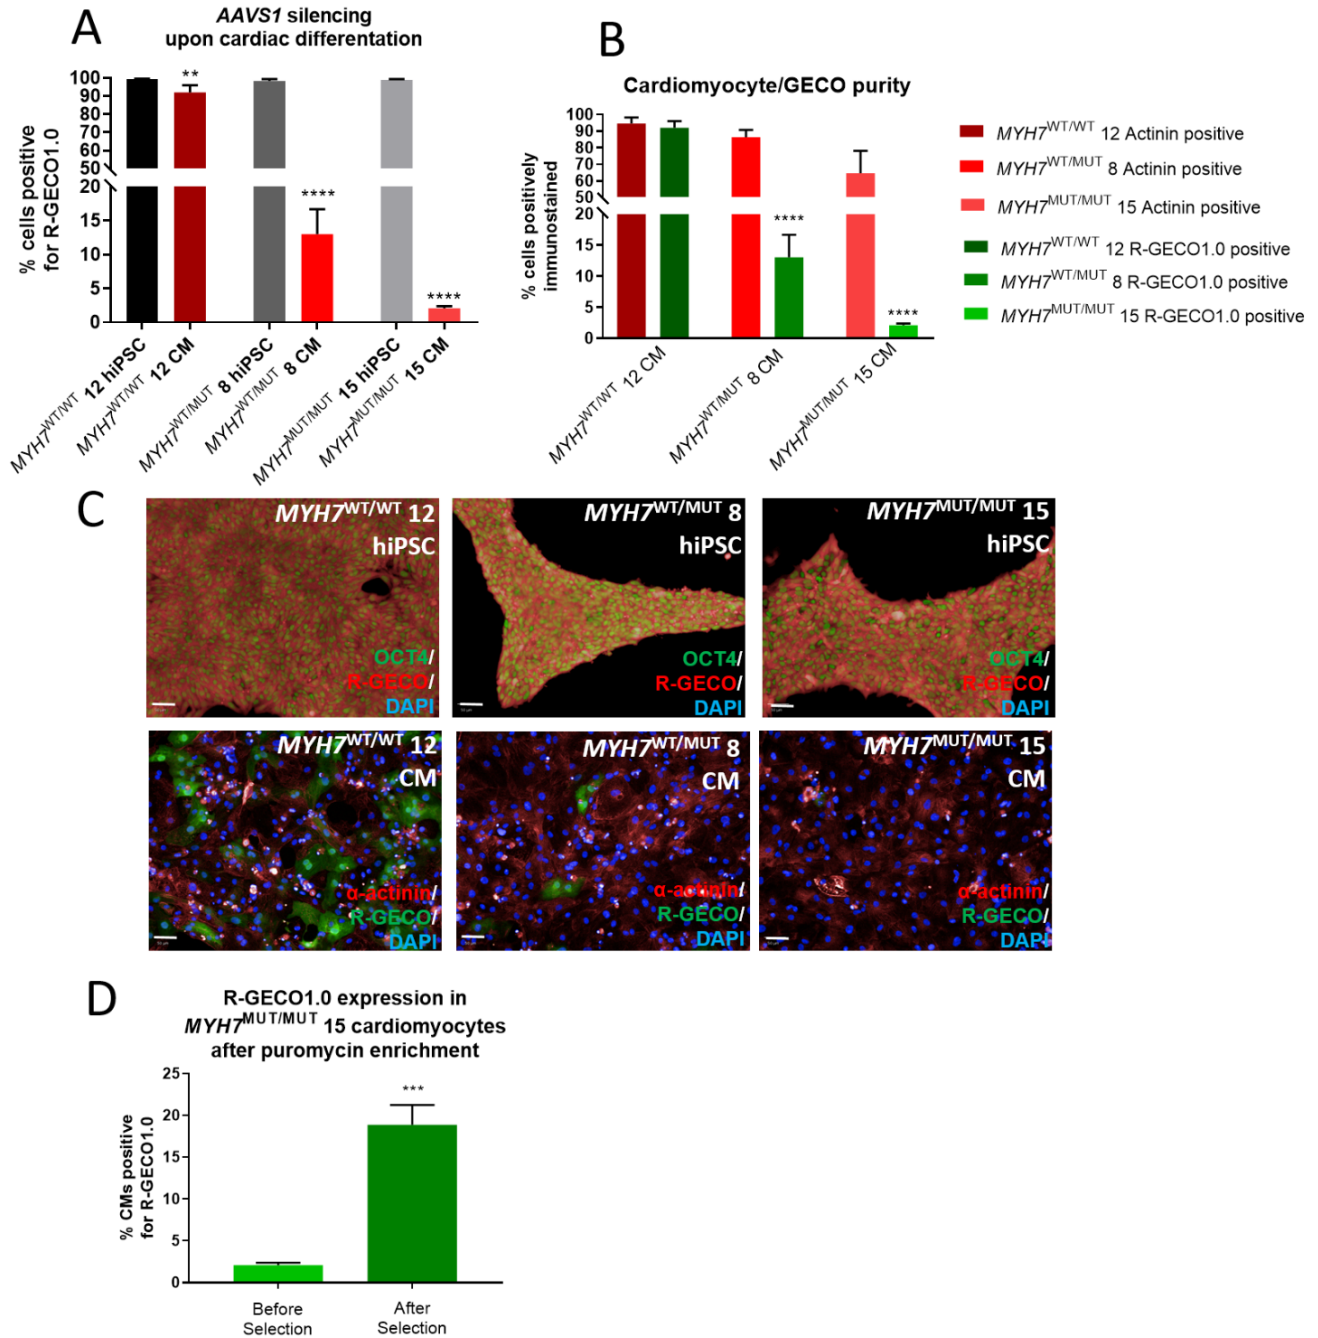 A
AAVS1 silencing
upon cardiac differentation
% cells positive
for R-GECO1.0
100
90
80
70
60
50
20
15
10
5
0
**
****
****
MYH7WT/WT 12 hiPSC
MYH7WT/WT 12 CM
MYH7WT/MUT 8 hiPSC
MYH7WT/MUT 8 CM
MYH7MUT/MUT 15 hiPSC
MYH7MUT/MUT 15 CM
B
Cardiomyocyte/GECO purity
% cells positively
immunostained
100
90
80
70
60
50
20
15
10
5
0
****
****
MYH7WT/WT 12 CM
MYH7WT/MUT 8 CM
MYH7MUT/MUT 15 CM
MYH7WT/WT 12 Actinin positive
MYH7WT/MUT 8 Actinin positive
MYH7MUT/MUT 15 Actinin positive
MYH7WT/WT 12 R-GECO1.0 positive
MYH7WT/MUT 8 R-GECO1.0 positive
MYH7MUT/MUT 15 R-GECO1.0 positive
C
MYH7WT/WT 12
hiPSC
OCT4/
R-GECO/
DAPI
MYH7WT/MUT 8
hiPSC
OCT4/
R-GECO/
DAPI
MYH7MUT/MUT 15
hiPSC
OCT4/
R-GECO/
DAPI
MYH7WT/WT 12
CM
α-actinin/
R-GECO/
DAPI
MYH7WT/MUT 8
CM
α-actinin/
R-GECO/
DAPI
MYH7MUT/MUT 15
CM
α-actinin/
R-GECO/
DAPI
D
R-GECO1.0 expression in
MYH7MUT/MUT 15 cardiomyocytes
after puromycin enrichment
% CMs positive
for R-GECO1.0
25
20
15
10
5
0
***
Before
Selection
After
Selection